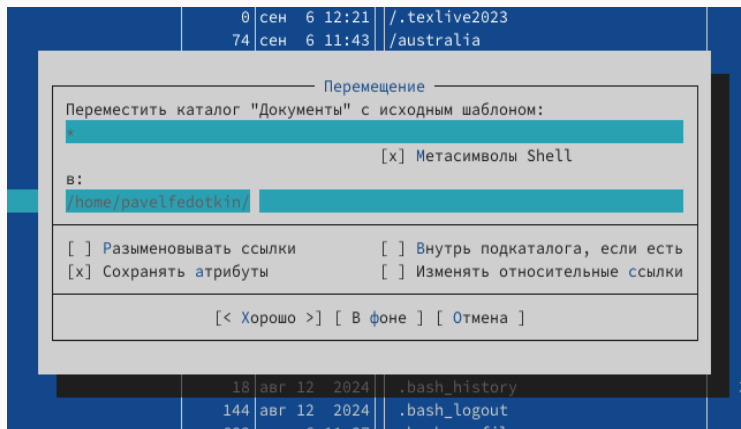 0 сен 6 12:21 /.texlive2023
74 сен 6 11:43 /australia
Перемещение
Переместить каталог "Документы" с исходным шаблоном:
*
[x] Метасимволы Shell
в:
/home/pavelfedotkin/
[ ] Разыменовывать ссылки [ ] Внутрь подкаталога, если есть
[x] Сохранять атрибуты [ ] Изменять относительные ссылки
[< Хорошо >] [ В фоне ] [ Отмена ]
18 авг 12 2024 .bash_history
144 авг 12 2024 .bash_logout